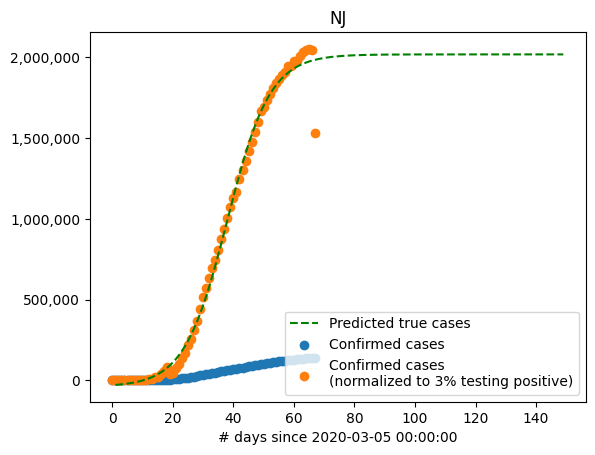 NJ
2,000,000
1,500,000
1,000,000
500,000
0
Predicted true cases
Confirmed cases
Confirmed cases
(normalized to 3% testing positive)
0 20 40 60 80 100 120 140
# days since 2020-03-05 00:00:00